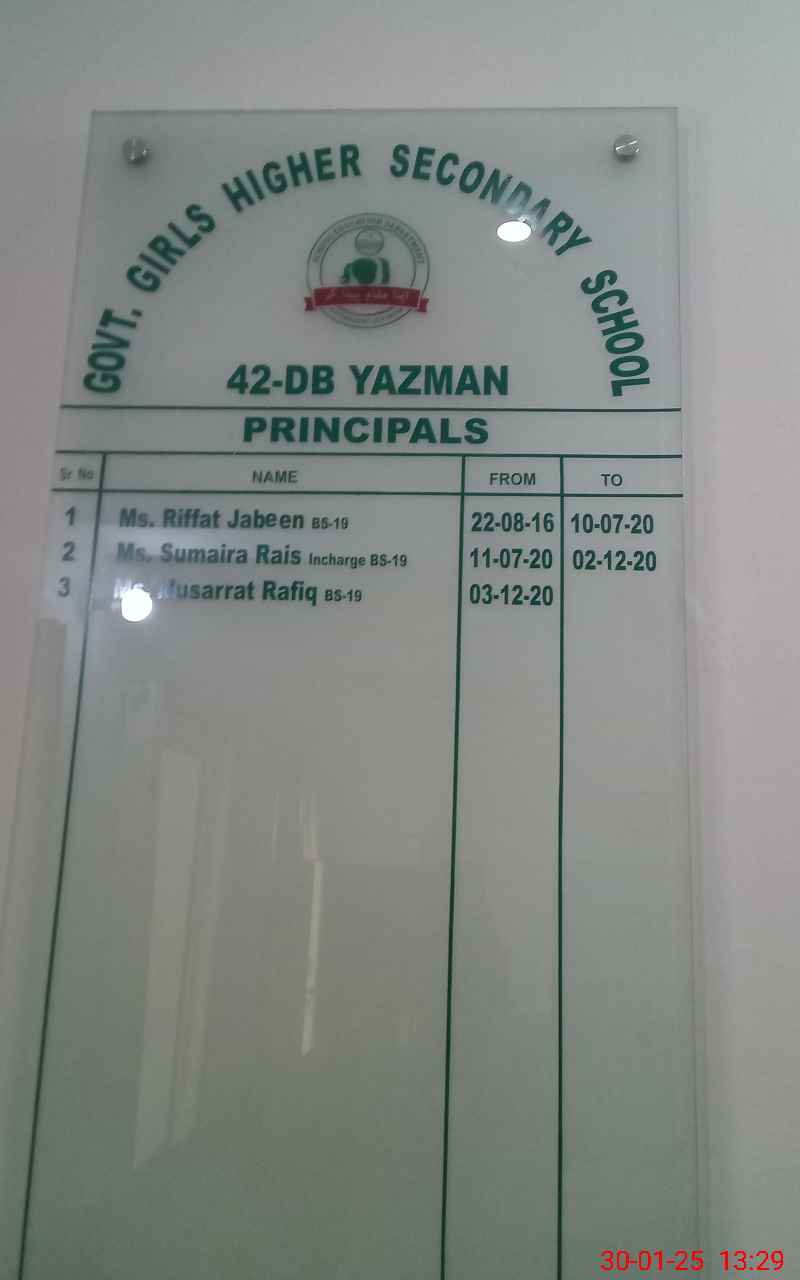 GOVT. GIRLS HIGHER SECONDARY SCHOOL
42-DB YAZMAN
PRINCIPALS
Sr No NAME FROM TO
1 Ms. Riffat Jabeen BS-19 22-08-16 10-07-20
2 Ms. Sumaira Rais Incharge BS-19 11-07-20 02-12-20
3 Ms. Musarrat Rafiq BS-19 03-12-20
30-01-25 13:29